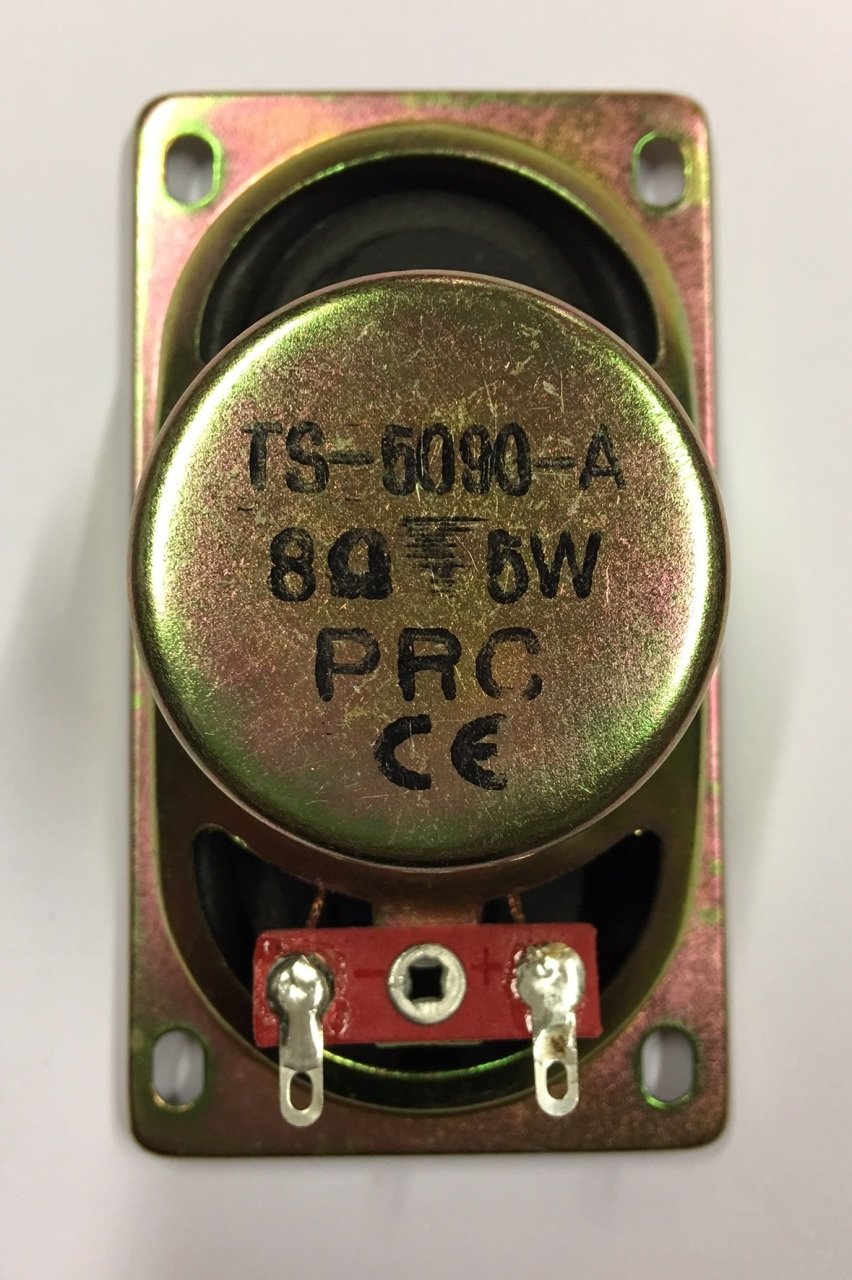 TS-5090-A
8Ω 5W
PRC
CE
- +